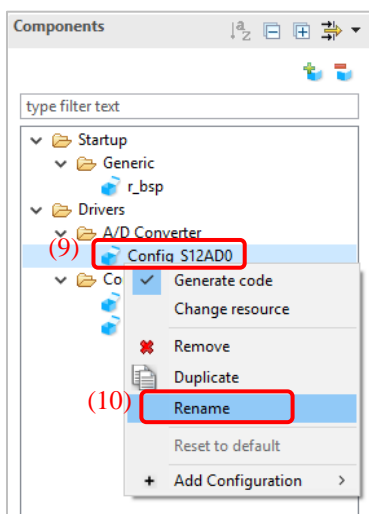 Components
type filter text
Startup
Generic
r_bsp
Drivers
A/D Converter
(9) Config_S12AD0
Co
Generate code
Change resource
Remove
Duplicate
(10) Rename
Reset to default
Add Configuration